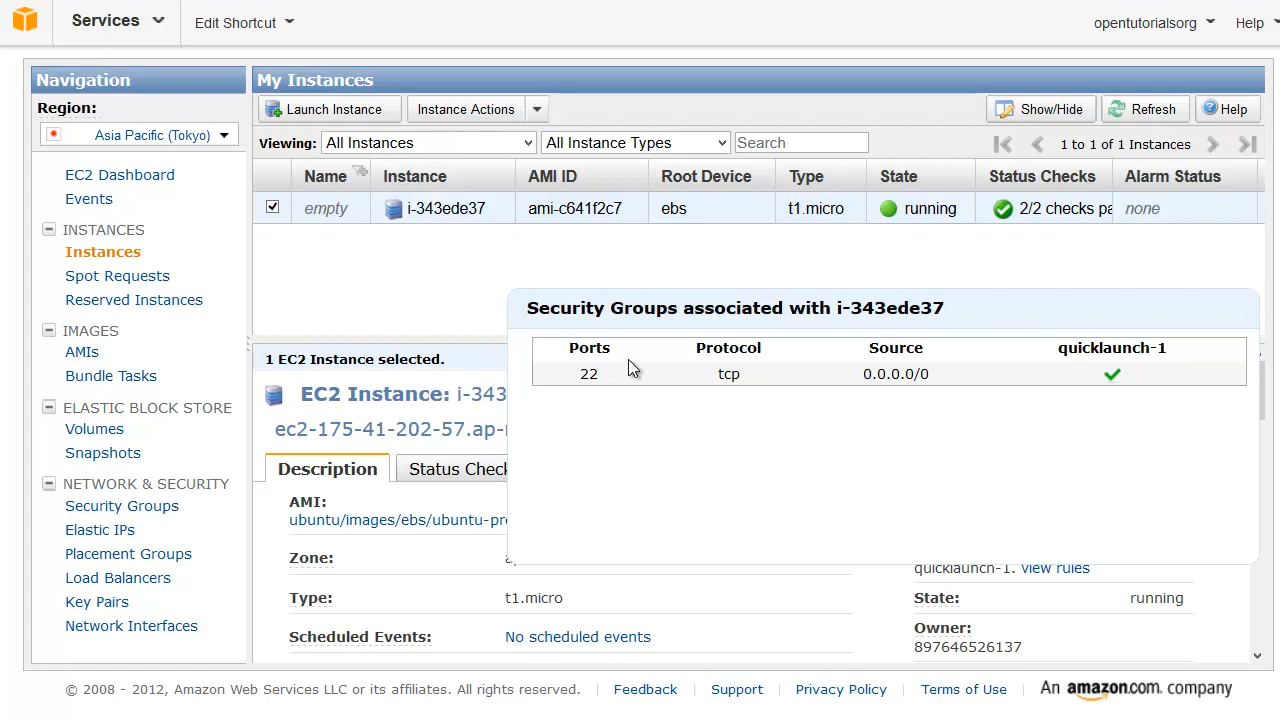 Services
Edit Shortcut
opentutorialsorg
Help
Navigation
Region:
Asia Pacific (Tokyo)
EC2 Dashboard
Events
INSTANCES
Instances
Spot Requests
Reserved Instances
IMAGES
AMIs
Bundle Tasks
ELASTIC BLOCK STORE
Volumes
Snapshots
NETWORK & SECURITY
Security Groups
Elastic IPs
Placement Groups
Load Balancers
Key Pairs
Network Interfaces
My Instances
Launch Instance
Instance Actions
Show/Hide
Refresh
Help
Viewing: All Instances All Instance Types Search
1 to 1 of 1 Instances
Name Instance AMI ID Root Device Type State Status Checks Alarm Status
empty i-343ede37 ami-c641f2c7 ebs t1.micro running 2/2 checks pa none
Security Groups associated with i-343ede37
Ports Protocol Source quicklaunch-1
22 tcp 0.0.0.0/0
1 EC2 Instance selected.
EC2 Instance: i-343
ec2-175-41-202-57.ap-
Description Status Check
AMI:
ubuntu/images/ebs/ubuntu-pr
Zone:
quicklaunch-1. view rules
Type: t1.micro
State: running
Scheduled Events: No scheduled events
Owner:
897646526137
© 2008 - 2012, Amazon Web Services LLC or its affiliates. All rights reserved. | Feedback | Support | Privacy Policy | Terms of Use | An amazon.com company